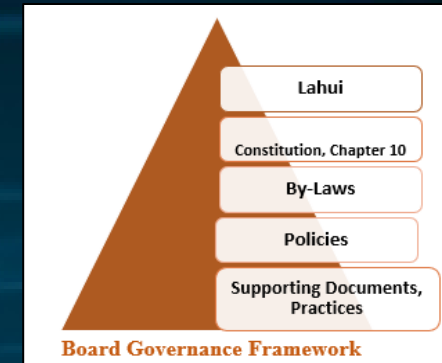 Lahui
Constitution, Chapter 10
By-Laws
Policies
Supporting Documents,
Practices
Board Governance Framework